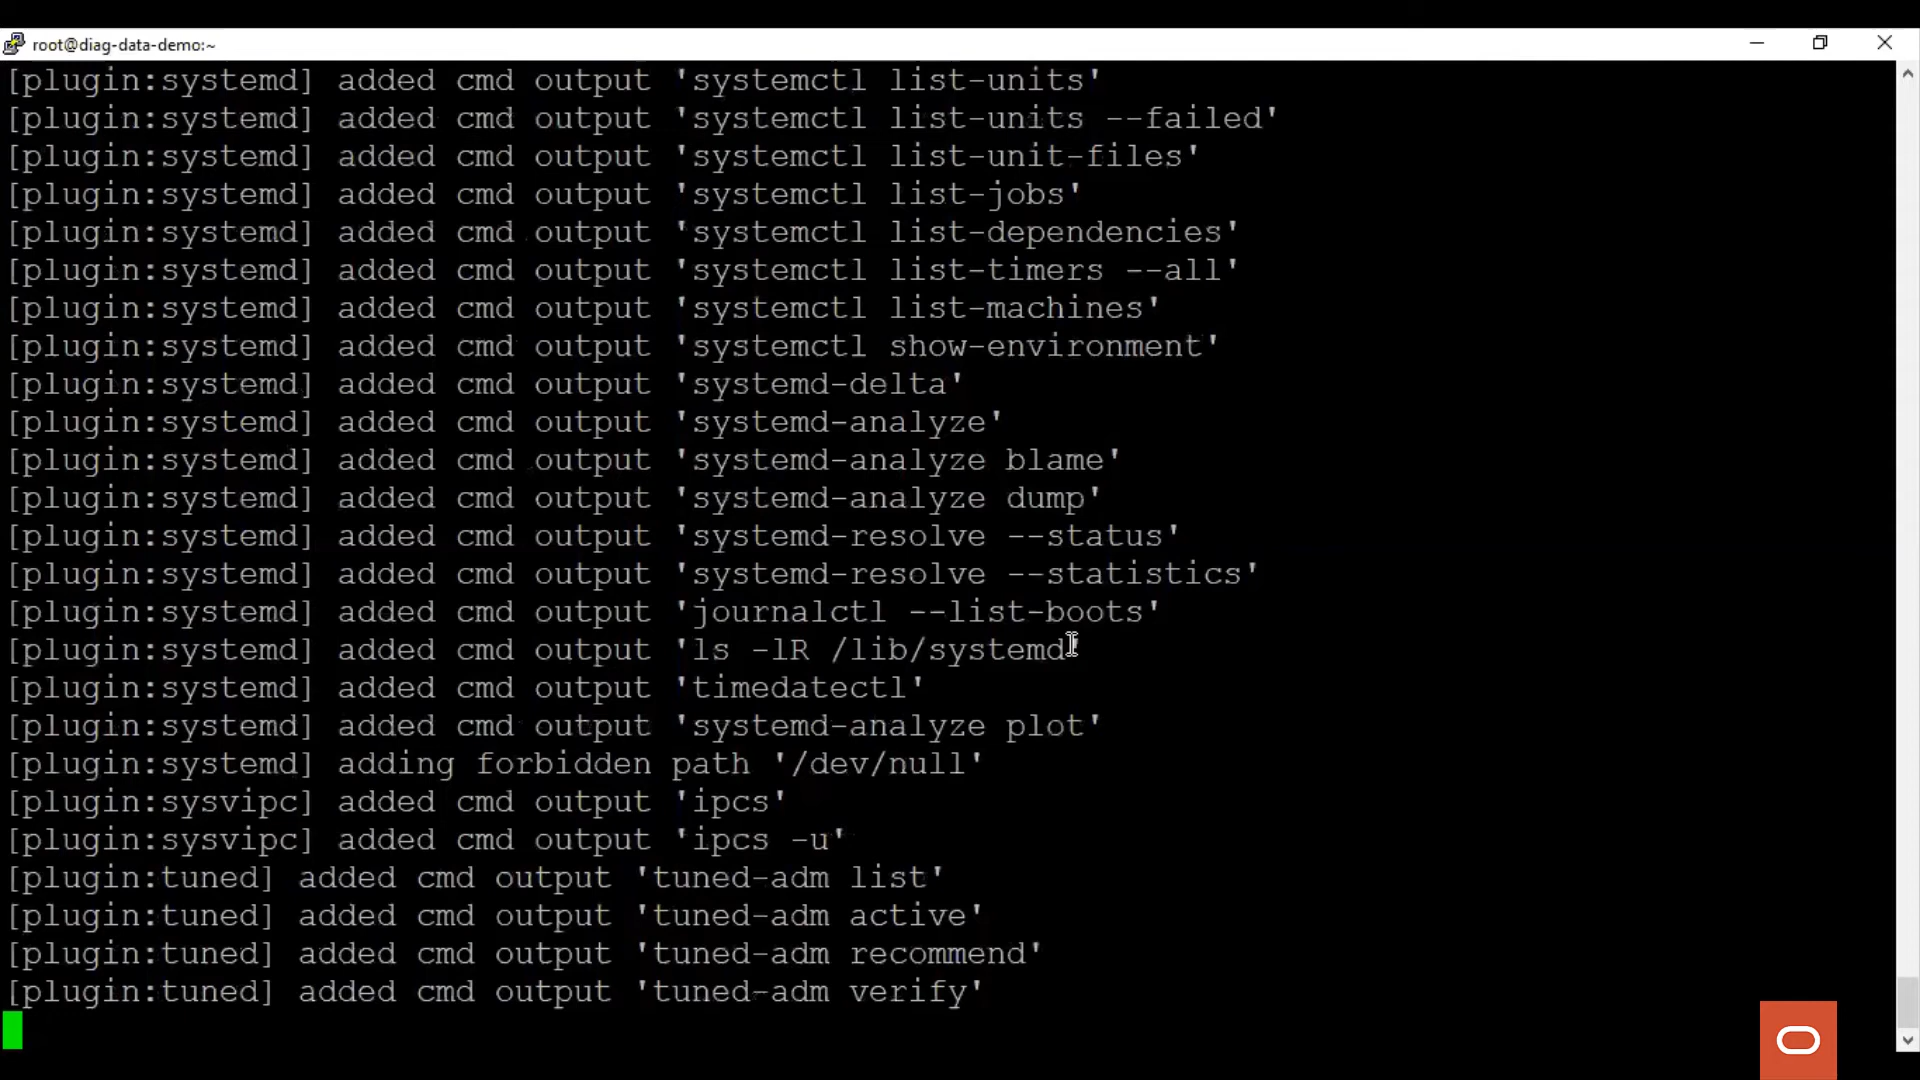 root@diag-data-demo:~
[plugin:systemd] added cmd output 'systemctl list-units'
[plugin:systemd] added cmd output 'systemctl list-units --failed'
[plugin:systemd] added cmd output 'systemctl list-unit-files'
[plugin:systemd] added cmd output 'systemctl list-jobs'
[plugin:systemd] added cmd output 'systemctl list-dependencies'
[plugin:systemd] added cmd output 'systemctl list-timers --all'
[plugin:systemd] added cmd output 'systemctl list-machines'
[plugin:systemd] added cmd output 'systemctl show-environment'
[plugin:systemd] added cmd output 'systemd-delta'
[plugin:systemd] added cmd output 'systemd-analyze'
[plugin:systemd] added cmd output 'systemd-analyze blame'
[plugin:systemd] added cmd output 'systemd-analyze dump'
[plugin:systemd] added cmd output 'systemd-resolve --status'
[plugin:systemd] added cmd output 'systemd-resolve --statistics'
[plugin:systemd] added cmd output 'journalctl --list-boots'
[plugin:systemd] added cmd output 'ls -lR /lib/systemd'
[plugin:systemd] added cmd output 'timedatectl'
[plugin:systemd] added cmd output 'systemd-analyze plot'
[plugin:systemd] adding forbidden path '/dev/null'
[plugin:sysvipc] added cmd output 'ipcs'
[plugin:sysvipc] added cmd output 'ipcs -u'
[plugin:tuned] added cmd output 'tuned-adm list'
[plugin:tuned] added cmd output 'tuned-adm active'
[plugin:tuned] added cmd output 'tuned-adm recommend'
[plugin:tuned] added cmd output 'tuned-adm verify'